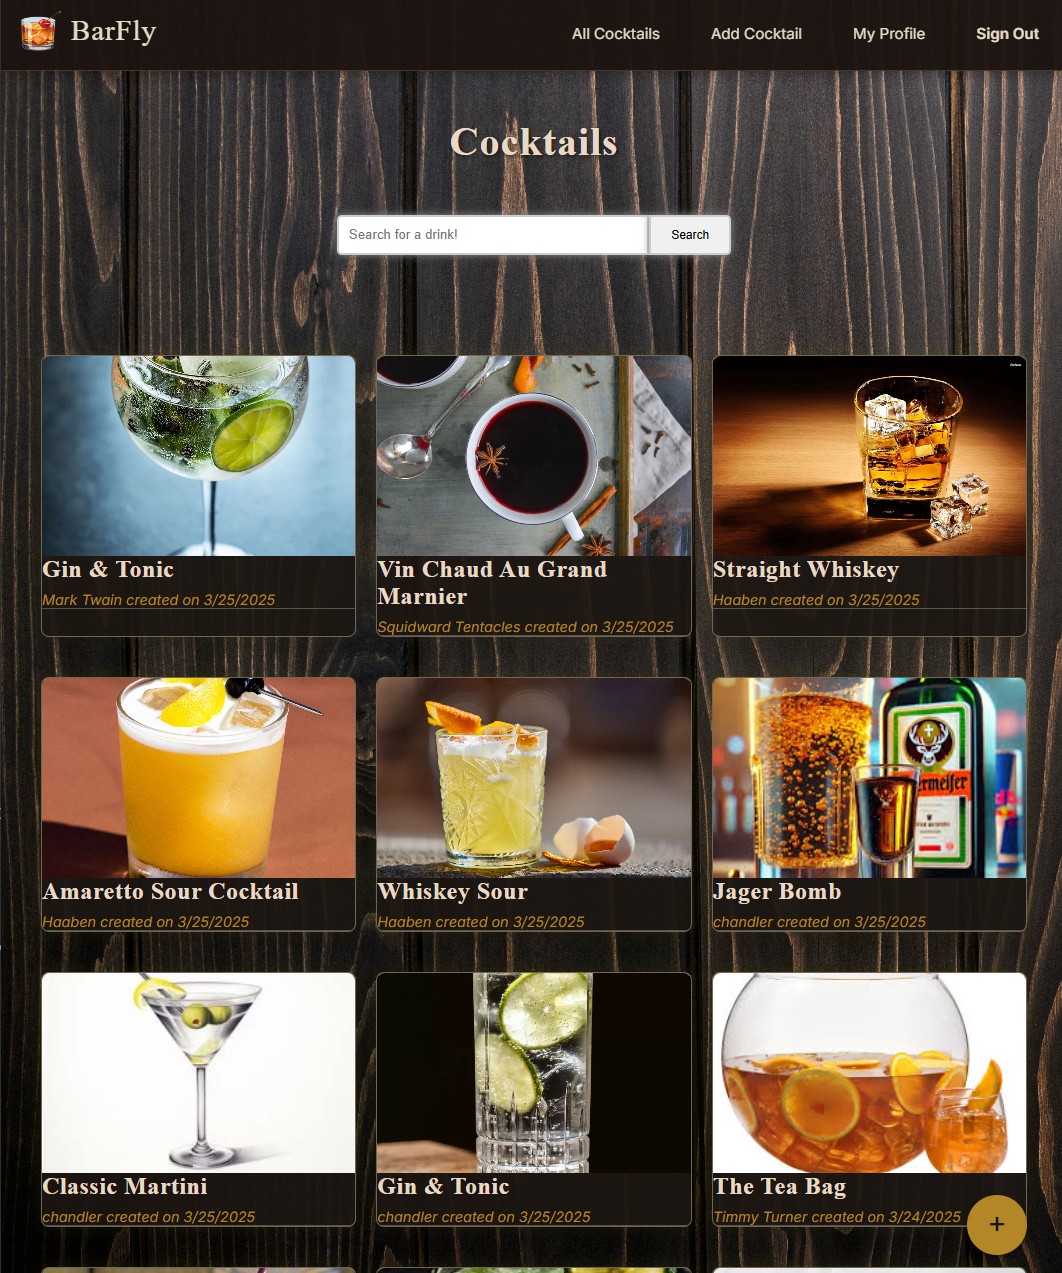 BarFly
All Cocktails
Add Cocktail
My Profile
Sign Out
Cocktails
Search for a drink!
Search
Gin & Tonic
Mark Twain created on 3/25/2025
Vin Chaud Au Grand
Marnier
Squidward Tentacles created on 3/25/2025
Straight Whiskey
Haaben created on 3/25/2025
Amaretto Sour Cocktail
Haaben created on 3/25/2025
Whiskey Sour
Haaben created on 3/25/2025
ermeifer
Jager Bomb
chandler created on 3/25/2025
Classic Martini
chandler created on 3/25/2025
Gin & Tonic
chandler created on 3/25/2025
The Tea Bag
Timmy Turner created on 3/24/2025
+